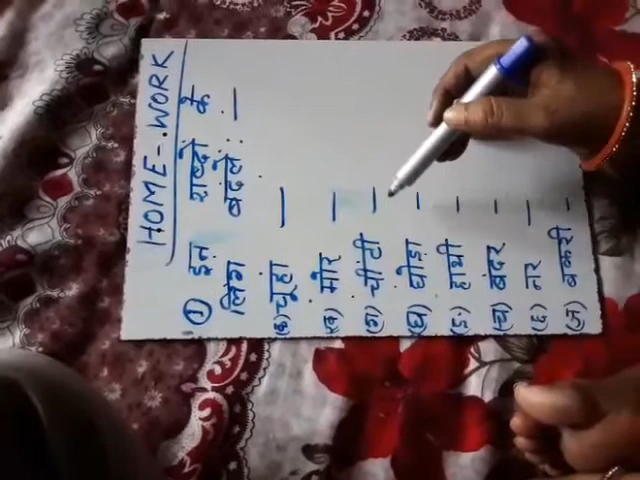 HOME-WORK
① इन शब्दो के
लिंग बदले :—
(क) चूहा —
(ख) मोर —
(ग) चींटी —
(घ) घोड़ा —
(ङ) हाथी —
(च) बंदर —
(छ) नर —
(ज) बकरी —